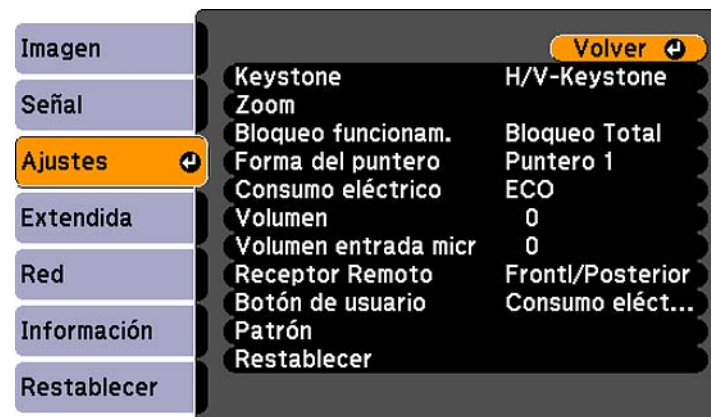 Imagen
Señal
Ajustes
Extendida
Red
Información
Restablecer
Volver
Keystone H/V-Keystone
Zoom
Bloqueo funcionam. Bloqueo Total
Forma del puntero Puntero 1
Consumo eléctrico ECO
Volumen 0
Volumen entrada micr 0
Receptor Remoto Frontl/Posterior
Botón de usuario Consumo eléct...
Patrón
Restablecer